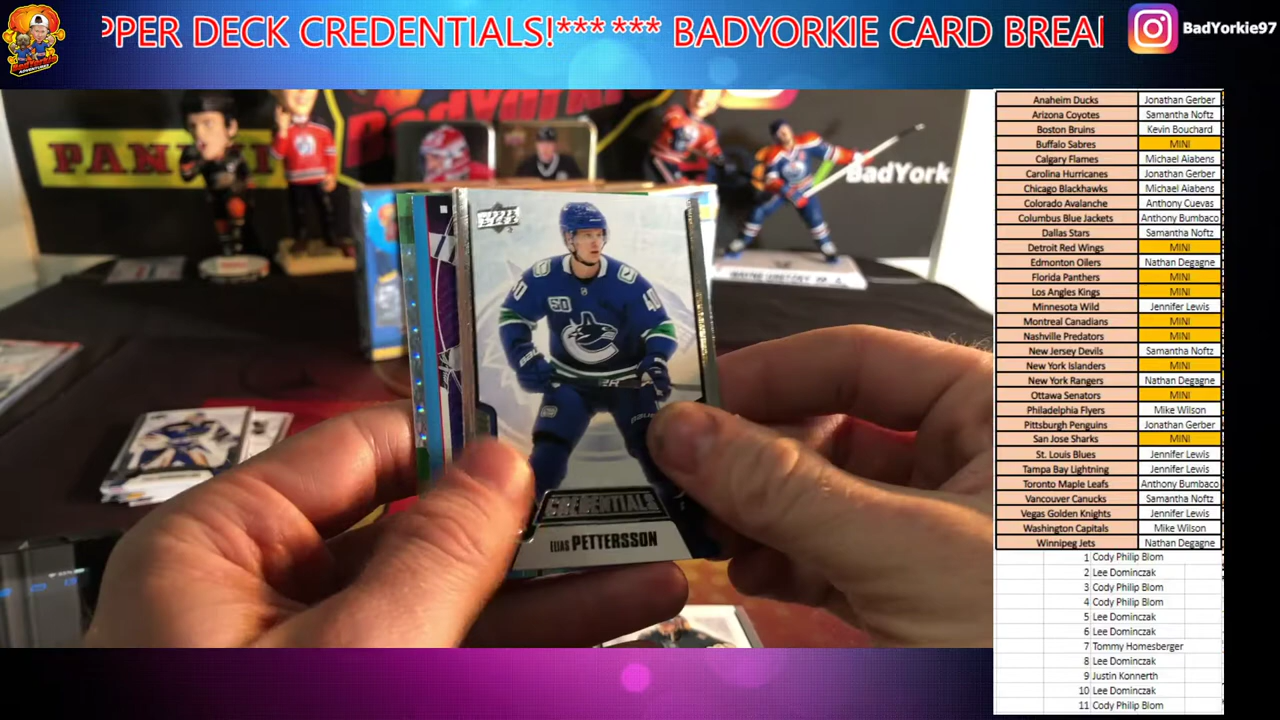 PPER DECK CREDENTIALS!*** *** BADYORKIE CARD BREAI
BadYorkie97
PANINI
BadYork
UPPER DECK
40
50
CREDENTIALS
ELIAS PETTERSSON
Anaheim Ducks Jonathan Gerber
Arizona Coyotes Samantha Noftz
Boston Bruins Kevin Bouchard
Buffalo Sabres MINI
Calgary Flames Michael Aiabens
Carolina Hurricanes Jonathan Gerber
Chicago Blackhawks Michael Aiabens
Colorado Avalanche Anthony Cuevas
Columbus Blue Jackets Anthony Bumbaco
Dallas Stars Samantha Noftz
Detroit Red Wings MINI
Edmonton Oilers Nathan Degagne
Florida Panthers MINI
Los Angles Kings MINI
Minnesota Wild Jennifer Lewis
Montreal Canadians MINI
Nashville Predators MINI
New Jersey Devils Samantha Noftz
New York Islanders MINI
New York Rangers Nathan Degagne
Ottawa Senators MINI
Philadelphia Flyers Mike Wilson
Pittsburgh Penguins Jonathan Gerber
San Jose Sharks MINI
St. Louis Blues Jennifer Lewis
Tampa Bay Lightning Jennifer Lewis
Toronto Maple Leafs Anthony Bumbaco
Vancouver Canucks Samantha Noftz
Vegas Golden Knights Jennifer Lewis
Washington Capitals Mike Wilson
Winnipeg Jets Nathan Degagne
1 Cody Philip Blom
2 Lee Dominczak
3 Cody Philip Blom
4 Cody Philip Blom
5 Lee Dominczak
6 Lee Dominczak
7 Tommy Homesberger
8 Lee Dominczak
9 Justin Konnerth
10 Lee Dominczak
11 Cody Philip Blom